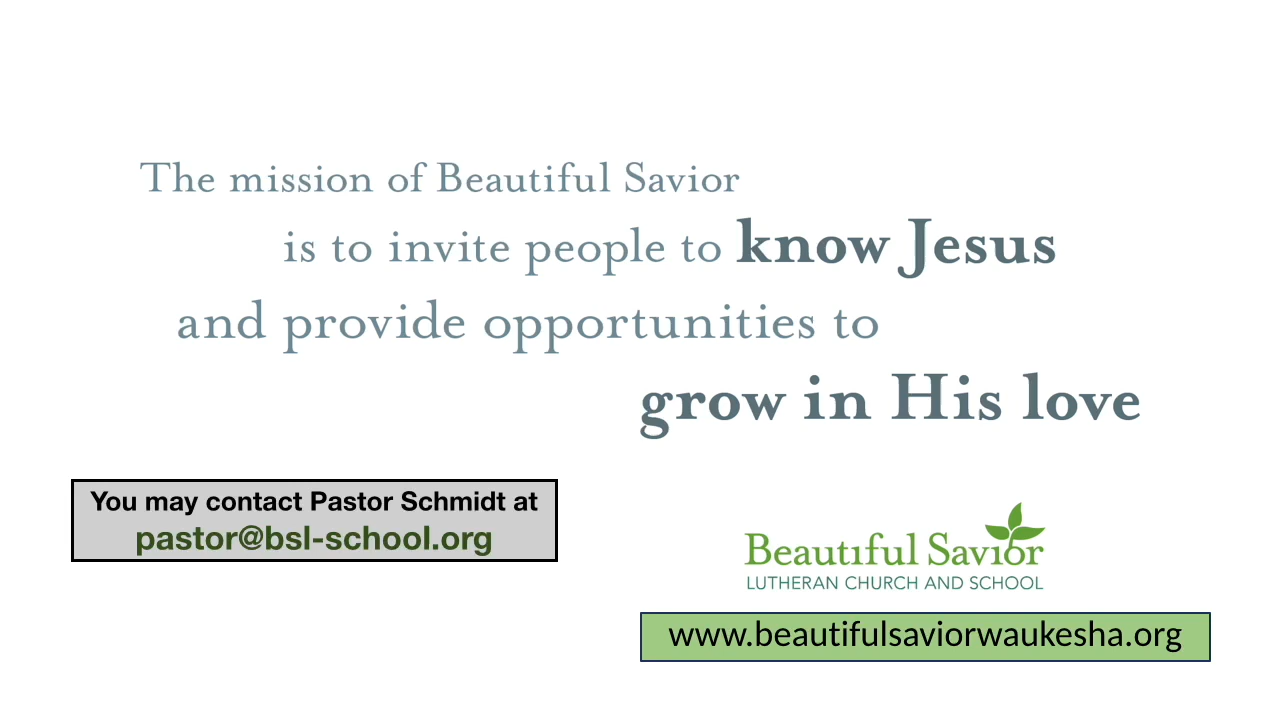 The mission of Beautiful Savior
is to invite people to know Jesus
and provide opportunities to
grow in His love
You may contact Pastor Schmidt at
pastor@bsl-school.org
Beautiful Savior
LUTHERAN CHURCH AND SCHOOL
www.beautifulsaviorwaukesha.org